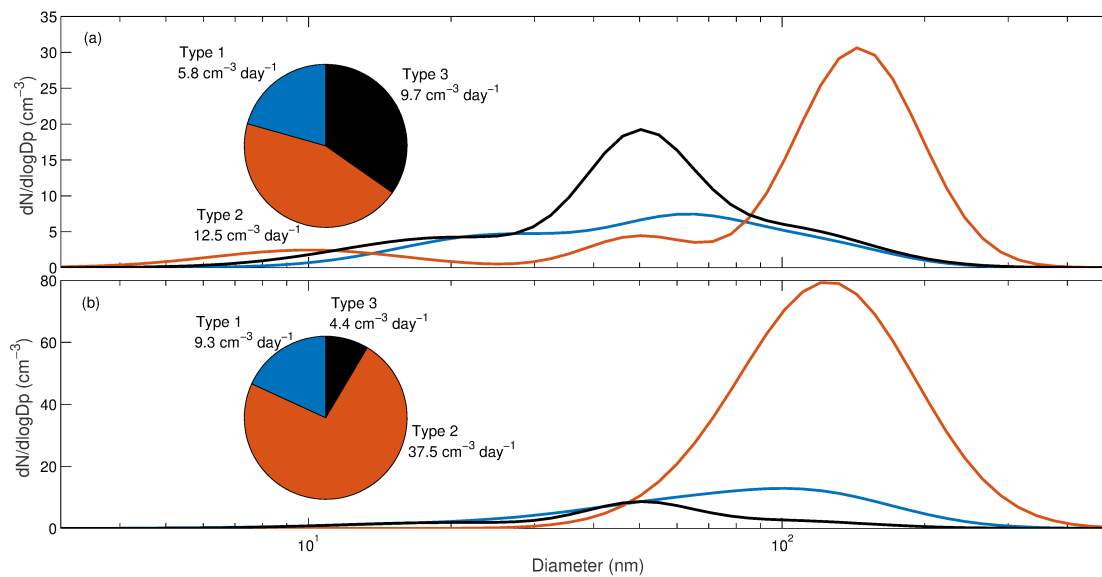 35
30
25
20
15
10
5
0
dN/dlogDp (cm⁻³)
(a)
Type 1
5.8 cm⁻³ day⁻¹
Type 3
9.7 cm⁻³ day⁻¹
Type 2
12.5 cm⁻³ day⁻¹
80
60
40
20
0
dN/dlogDp (cm⁻³)
(b)
Type 3
4.4 cm⁻³ day⁻¹
Type 1
9.3 cm⁻³ day⁻¹
Type 2
37.5 cm⁻³ day⁻¹
10¹
10²
Diameter (nm)